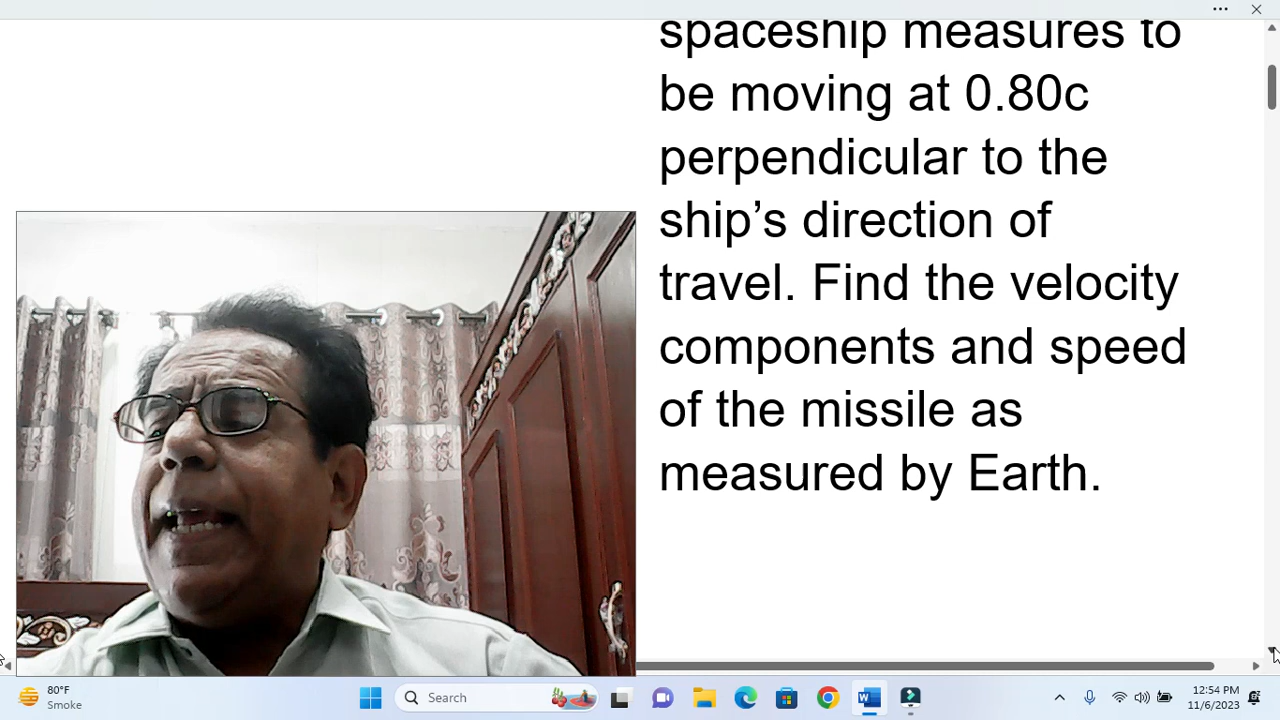 spaceship measures to
be moving at 0.80c
perpendicular to the
ship’s direction of
travel. Find the velocity
components and speed
of the missile as
measured by Earth.
80°F
Smoke
Search
12:54 PM
11/6/2023